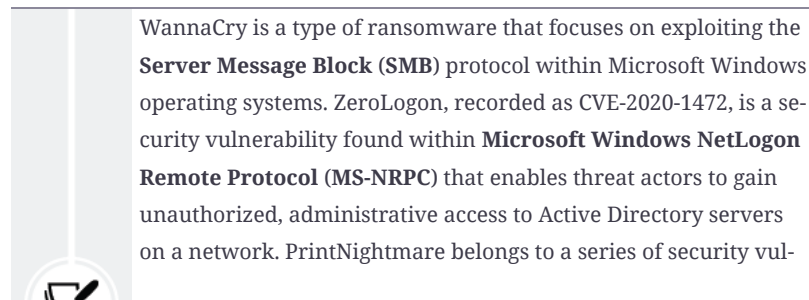 WannaCry is a type of ransomware that focuses on exploiting the
Server Message Block (SMB) protocol within Microsoft Windows
operating systems. ZeroLogon, recorded as CVE-2020-1472, is a se-
curity vulnerability found within Microsoft Windows NetLogon
Remote Protocol (MS-NRPC) that enables threat actors to gain
unauthorized, administrative access to Active Directory servers
on a network. PrintNightmare belongs to a series of security vul-